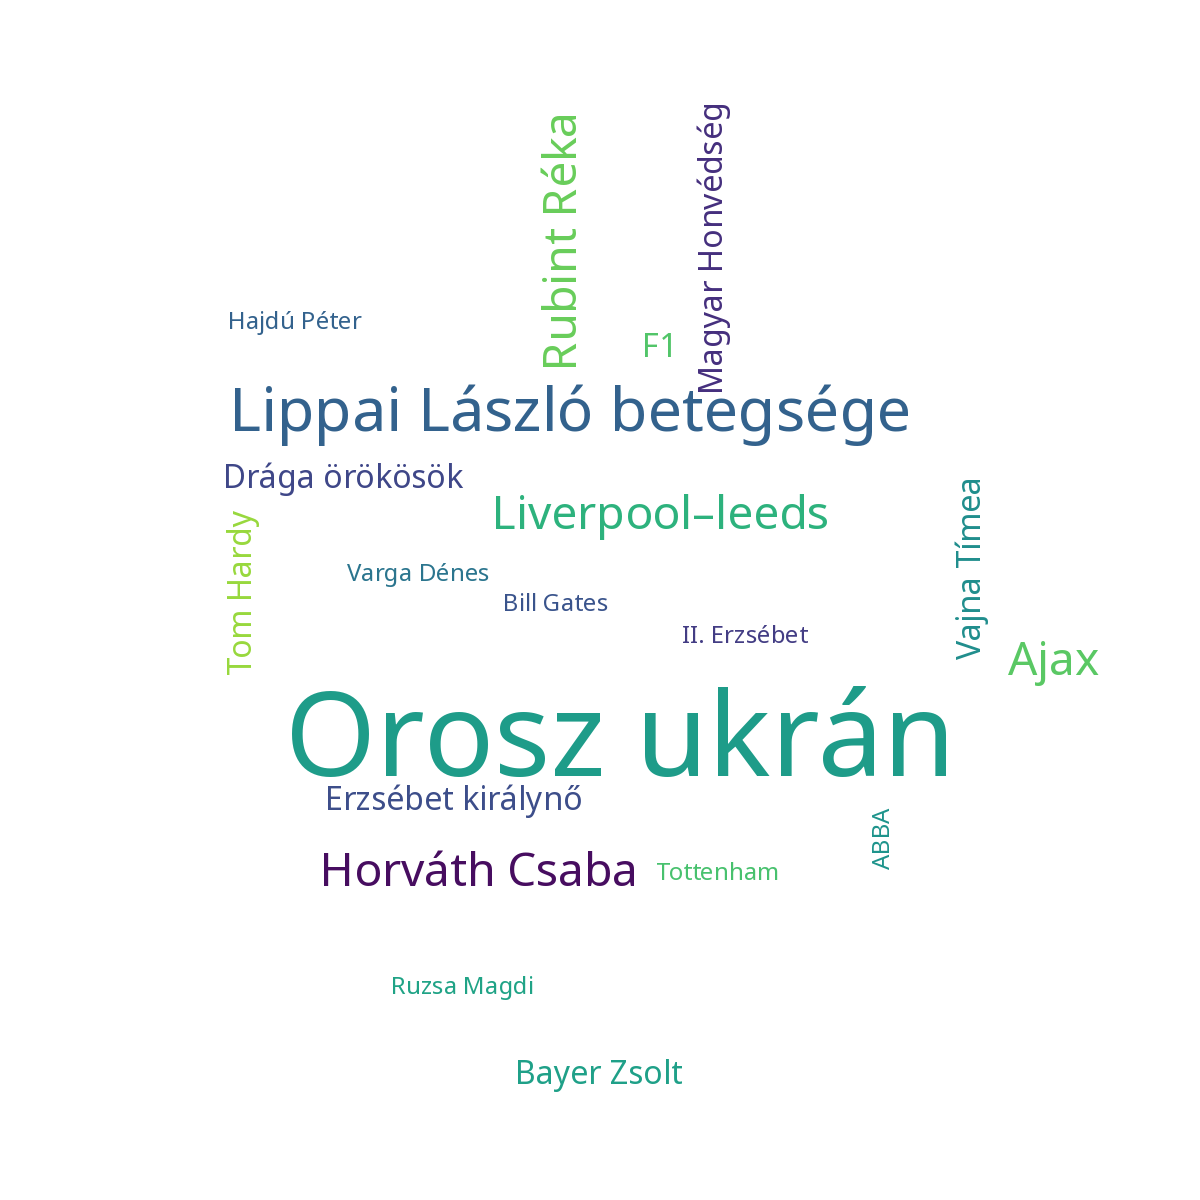 Rubint Réka
Magyar Honvédség
Hajdú Péter
F1
Lippai László betegsége
Drága örökösök
Liverpool–leeds
Tom Hardy
Vajna Tímea
Varga Dénes
Bill Gates
II. Erzsébet
Ajax
Orosz ukrán
Erzsébet királynő
ABBA
Horváth Csaba
Tottenham
Ruzsa Magdi
Bayer Zsolt